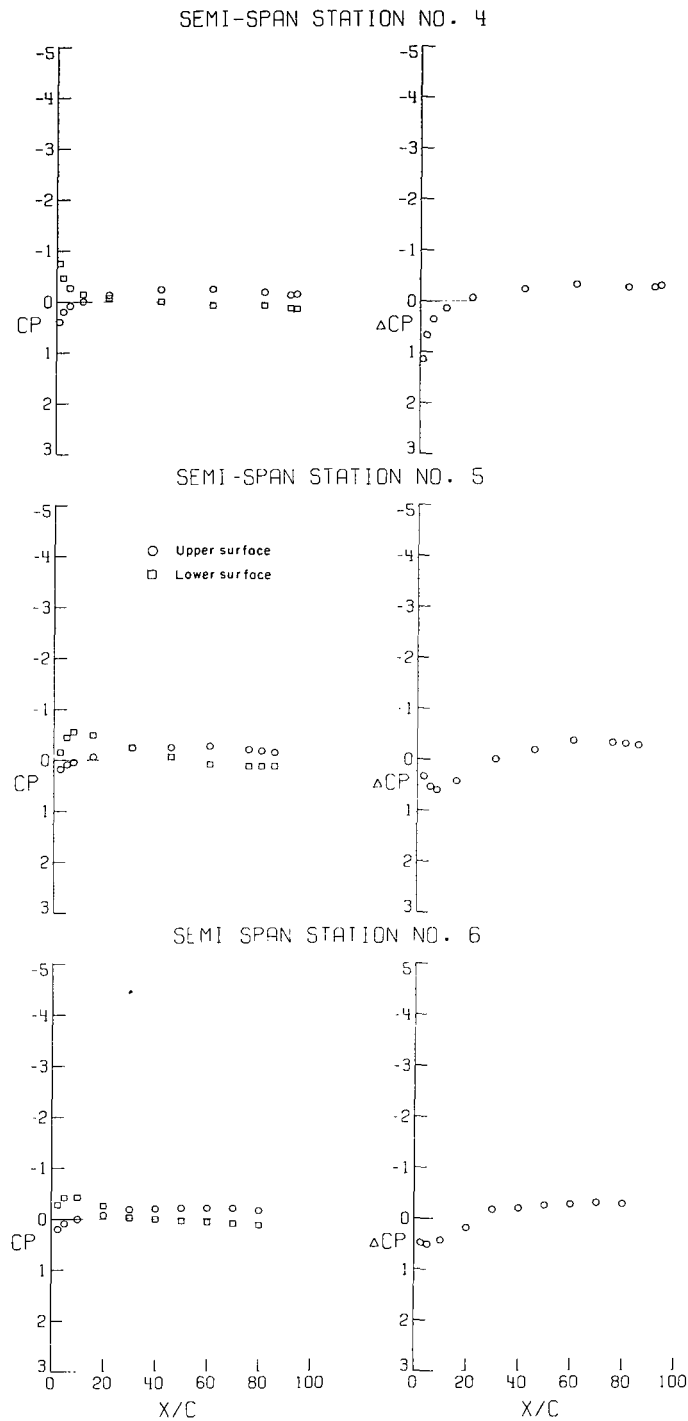 SEMI-SPAN STATION NO. 4
-5 -5
-4 -4
-3 -3
-2 -2
-1 -1
0 0
CP ΔCP
1 1
2 2
3 3
SEMI-SPAN STATION NO. 5
-5 -5
-4 -4
○ Upper surface
□ Lower surface
-3 -3
-2 -2
-1 -1
0 0
CP ΔCP
1 1
2 2
3 3
SEMI SPAN STATION NO. 6
-5 5
-4 -4
-3 -3
-2 -2
-1 -1
0 0
CP ΔCP
1 1
2 2
3 3
0 20 40 60 80 100 0 20 40 60 80 100
X/C X/C